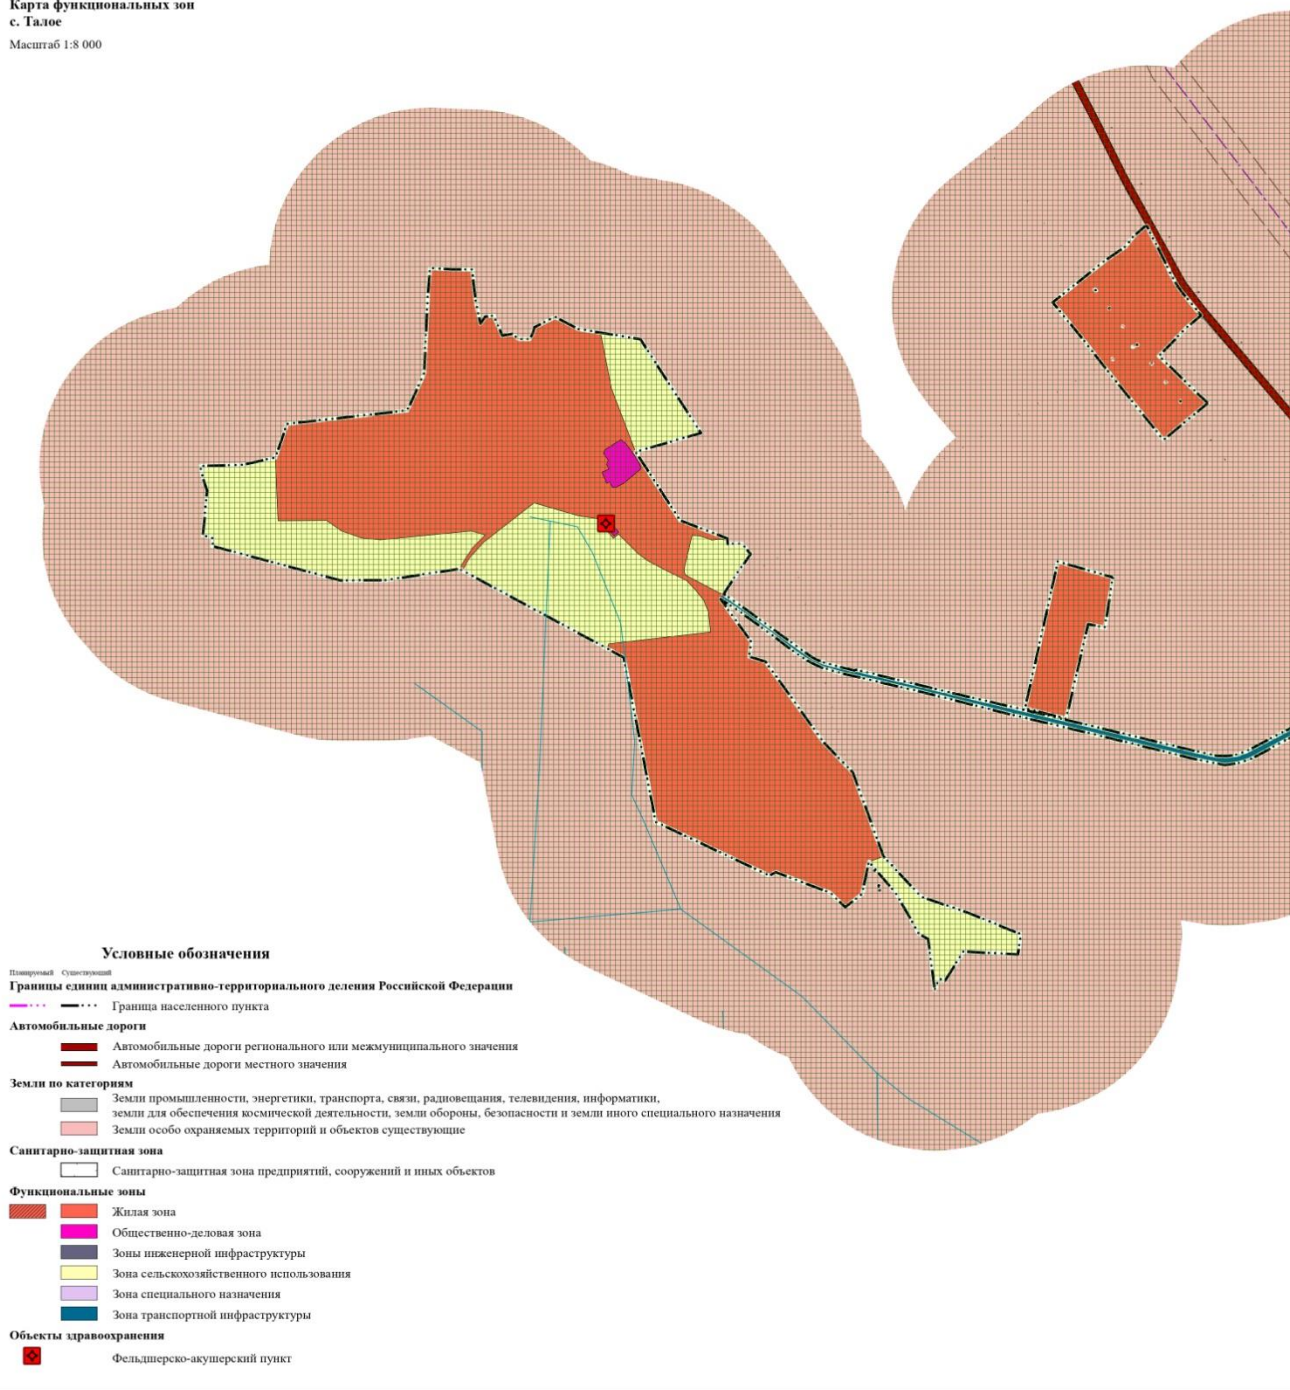 Карта функциональных зон
с. Талое
Масштаб 1:8 000
Условные обозначения
Планируемый Существующий
Границы единиц административно-территориального деления Российской Федерации
Граница населенного пункта
Автомобильные дороги
Автомобильные дороги регионального или межмуниципального значения
Автомобильные дороги местного значения
Земли по категориям
Земли промышленности, энергетики, транспорта, связи, радиовещания, телевидения, информатики,
земли для обеспечения космической деятельности, земли обороны, безопасности и земли иного специального назначения
Земли особо охраняемых территорий и объектов существующие
Санитарно-защитная зона
Санитарно-защитная зона предприятий, сооружений и иных объектов
Функциональные зоны
Жилая зона
Общественно-деловая зона
Зоны инженерной инфраструктуры
Зона сельскохозяйственного использования
Зона специального назначения
Зона транспортной инфраструктуры
Объекты здравоохранения
Фельдшерско-акушерский пункт